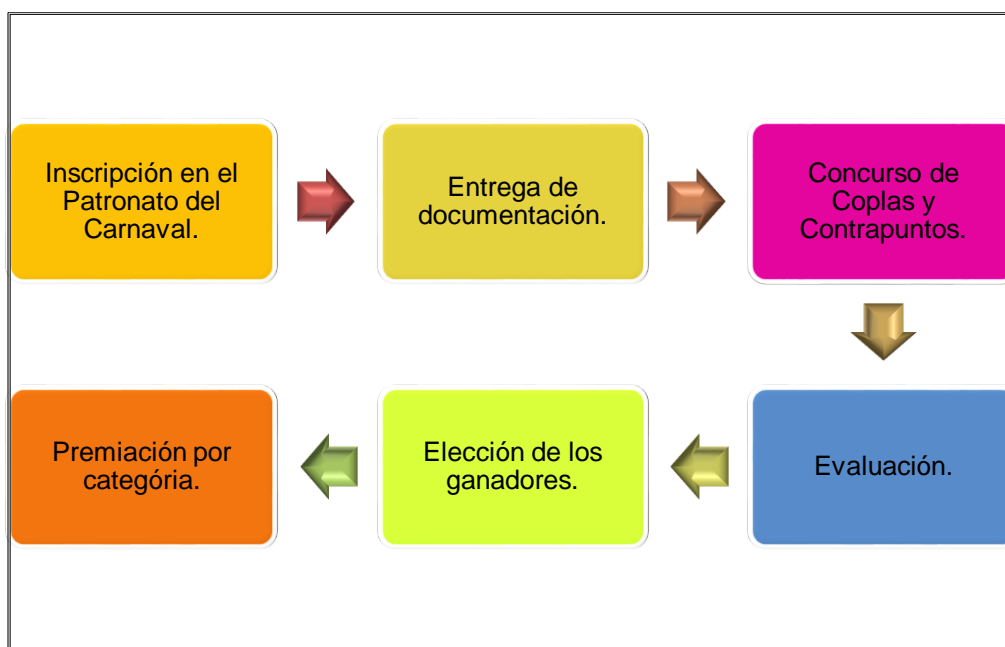 Inscripción en el
Patronato del
Carnaval.
Entrega de
documentación.
Concurso de
Coplas y
Contrapuntos.
Evaluación.
Elección de los
ganadores.
Premiación por
categória.